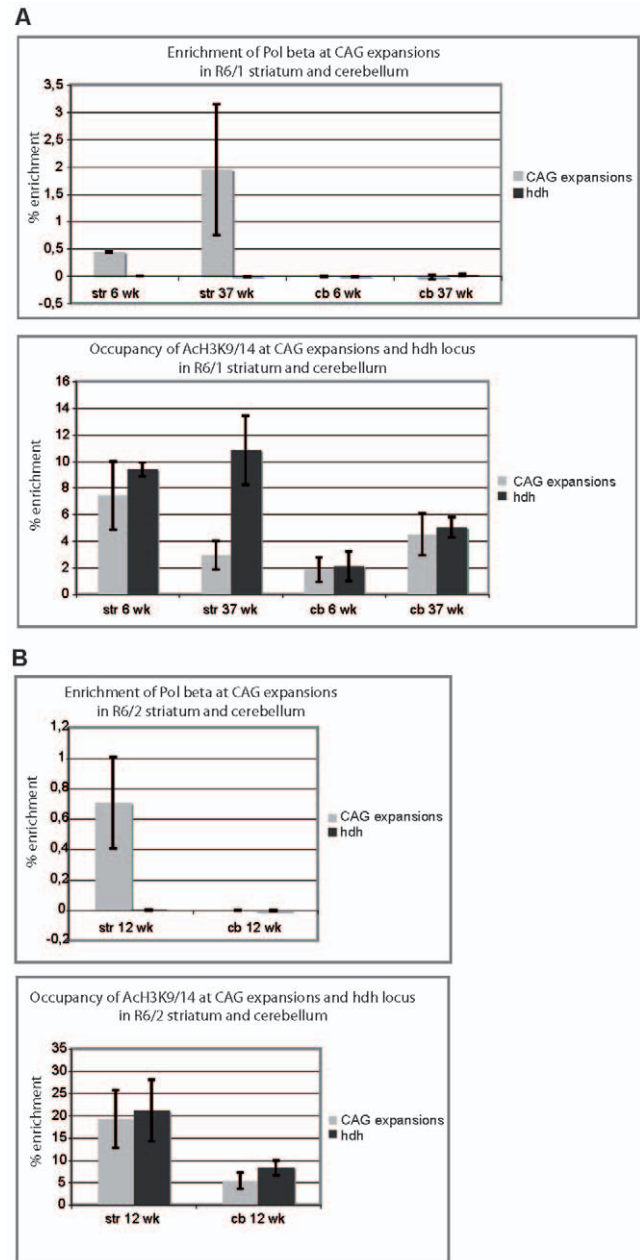 A
Enrichment of Pol beta at CAG expansions
in R6/1 striatum and cerebellum
% enrichment
3,5
3
2,5
2
1,5
1
0,5
0
-0,5
str 6 wk str 37 wk cb 6 wk cb 37 wk
CAG expansions
hdh
Occupancy of AcH3K9/14 at CAG expansions and hdh locus
in R6/1 striatum and cerebellum
% enrichment
16
14
12
10
8
6
4
2
0
str 6 wk str 37 wk cb 6 wk cb 37 wk
CAG expansions
hdh
B
Enrichment of Pol beta at CAG expansions
in R6/2 striatum and cerebellum
% enrichment
1,2
1
0,8
0,6
0,4
0,2
0
-0,2
str 12 wk cb 12 wk
CAG expansions
hdh
Occupancy of AcH3K9/14 at CAG expansions and hdh locus
in R6/2 striatum and cerebellum
% enrichment
35
30
25
20
15
10
5
0
str 12 wk cb 12 wk
CAG expansions
hdh